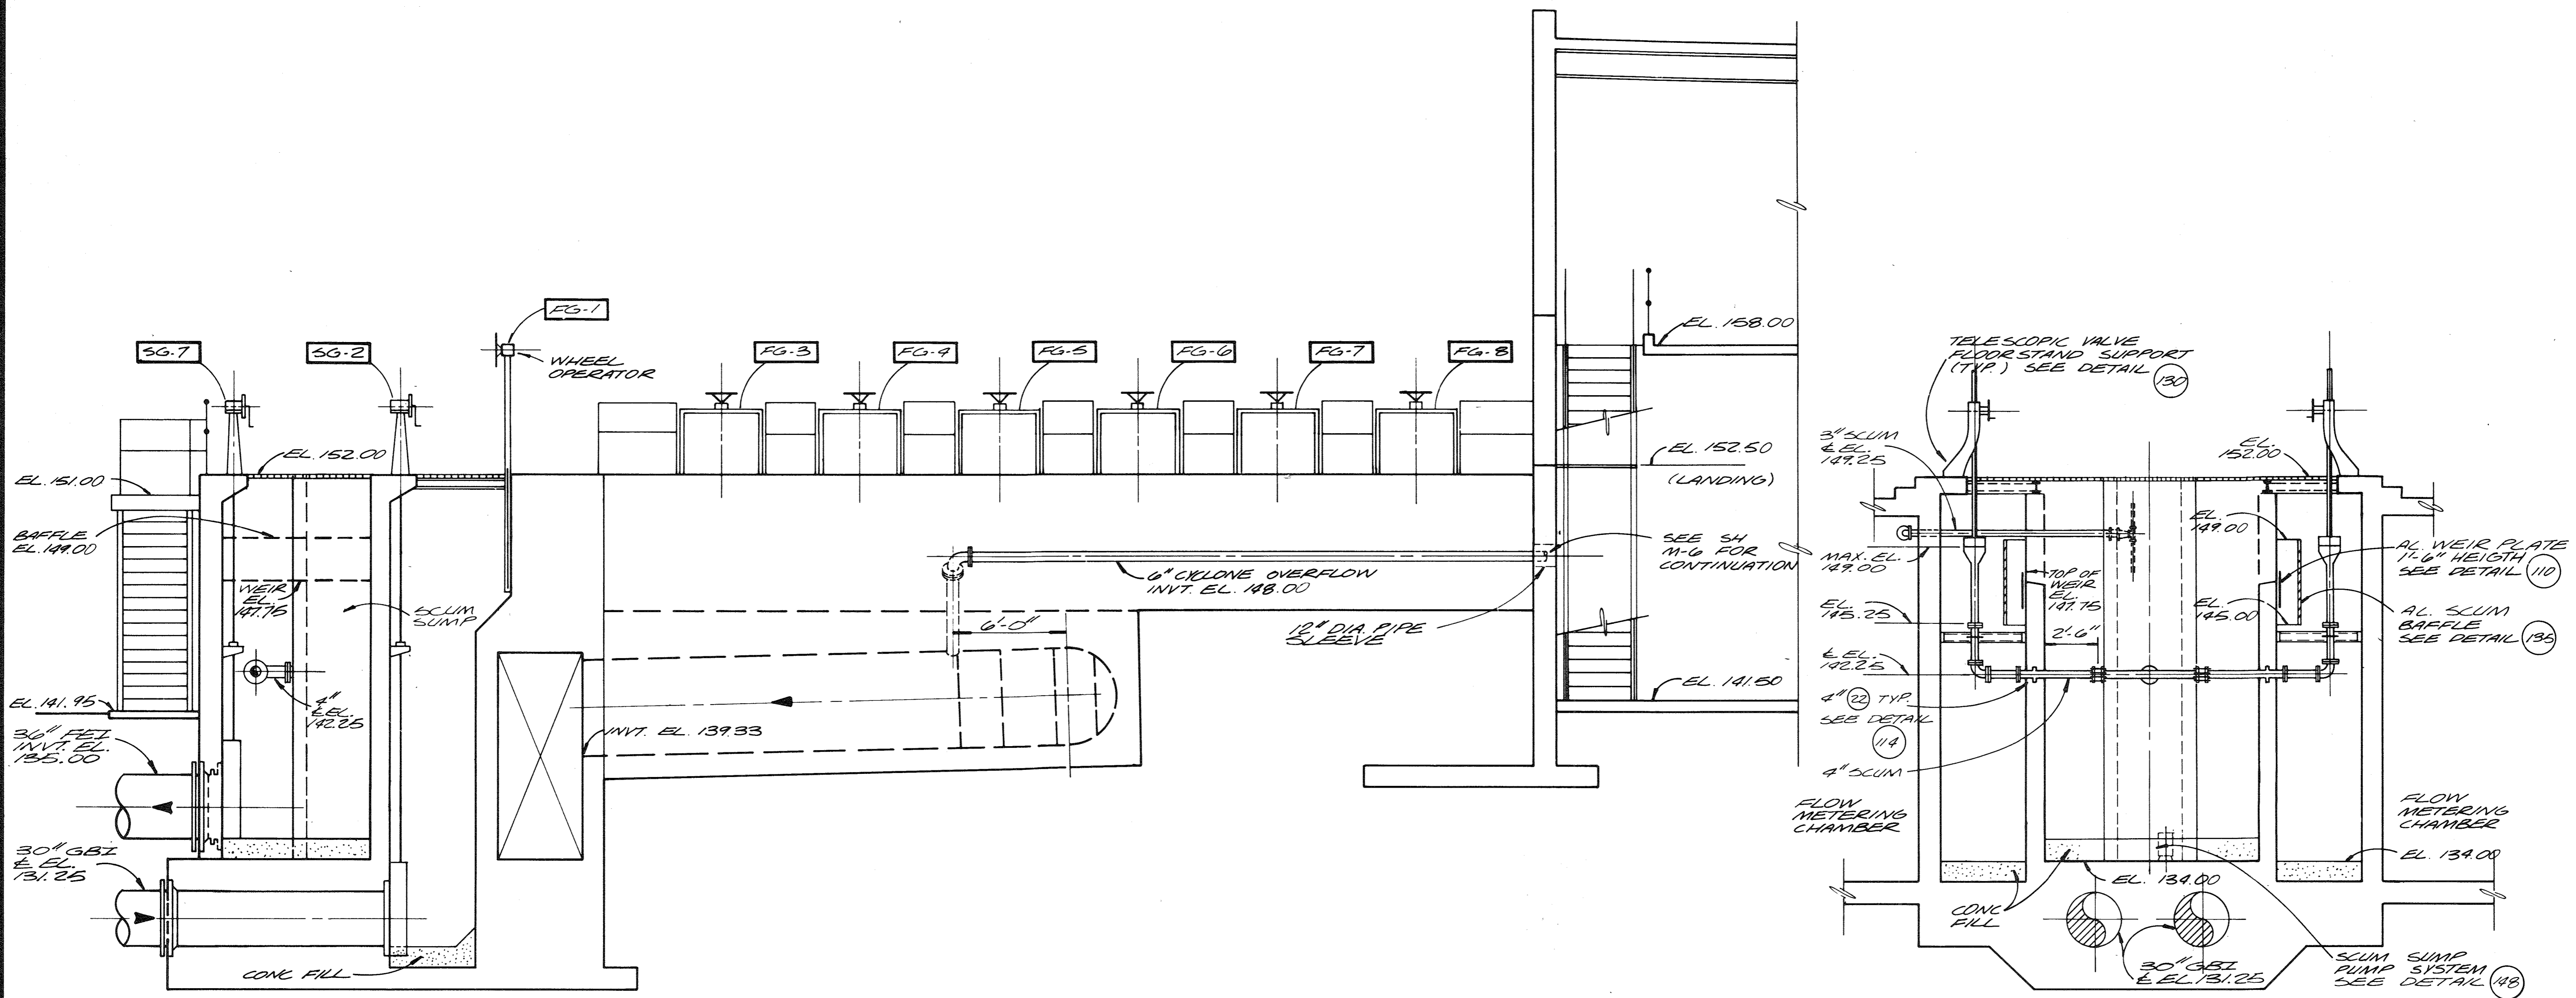 FG-1
SG-7
SG-2
WHEEL
OPERATOR
FG-3
FG-4
FG-5
FG-6
FG-7
FG-8
EL. 158.00
EL. 152.00
EL. 151.00
BAFFLE
EL. 149.00
WEIR
EL.
147.75
SCUM
SUMP
4"
℄ EL.
142.25
EL. 141.95
36" FEI
INVT. EL.
135.00
30" GBI
℄ EL.
131.25
CONC FILL
INVT. EL. 139.33
6'-0"
6" CYCLONE OVERFLOW
INVT. EL. 148.00
12" DIA. PIPE
SLEEVE
EL. 152.50
(LANDING)
SEE SH
M-6 FOR
CONTINUATION
EL. 141.50
TELESCOPIC VALVE
FLOORSTAND SUPPORT
(TYP.) SEE DETAIL 130
3" SCUM
℄ EL.
149.25
MAX. EL.
149.00
EL.
145.25
℄ EL.
142.25
4" 22 TYP.
SEE DETAIL
114
4" SCUM
FLOW
METERING
CHAMBER
CONC
FILL
TOP OF
WEIR
EL.
147.75
2'-6"
EL.
152.00
EL.
149.00
EL.
145.00
AL. WEIR PLATE
1'-6" HEIGTH
SEE DETAIL 110
AL. SCUM
BAFFLE
SEE DETAIL 135
FLOW
METERING
CHAMBER
EL. 134.00
EL. 134.00
30" GBI
℄ EL. 131.25
SCUM SUMP
PUMP SYSTEM
SEE DETAIL 148